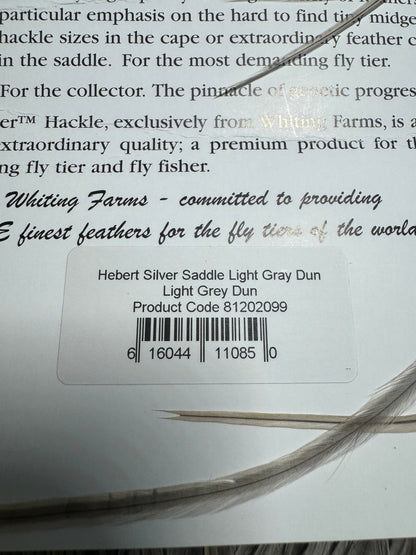 particular emphasis on the hard to find tiny midge
hackle sizes in the cape or extraordinary feather c
in the saddle. For the most demanding fly tier.
For the collector. The pinnacle of genetic progres
er™ Hackle, exclusively from Whiting Farms, is a
xtraordinary quality; a premium product for th
ng fly tier and fly fisher.
Whiting Farms - committed to providing
E finest feathers for the fly tiers of the world
Hebert Silver Saddle Light Gray Dun
Light Grey Dun
Product Code 81202099
6 16044 11085 0